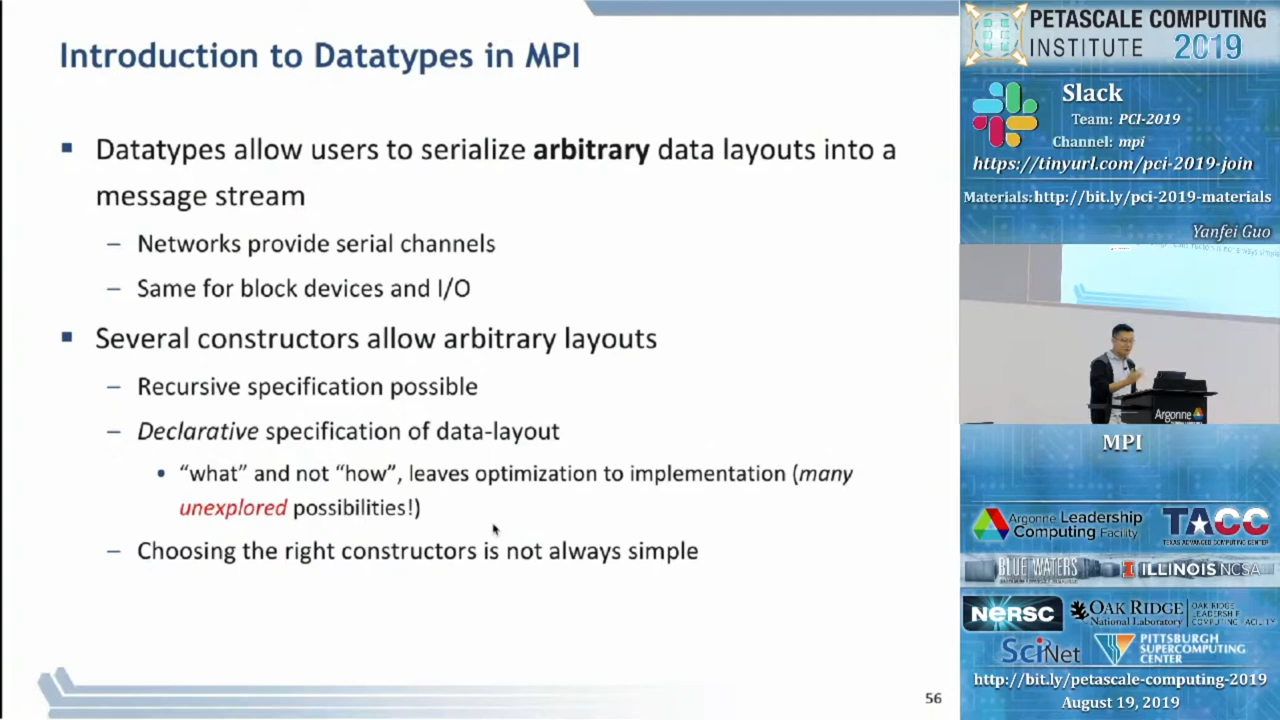 Introduction to Datatypes in MPI
Datatypes allow users to serialize arbitrary data layouts into a
message stream
– Networks provide serial channels
– Same for block devices and I/O
Several constructors allow arbitrary layouts
– Recursive specification possible
– Declarative specification of data-layout
• “what” and not “how”, leaves optimization to implementation (many
unexplored possibilities!)
– Choosing the right constructors is not always simple
56
PETASCALE COMPUTING
INSTITUTE 2019
Slack
Team: PCI-2019
Channel: mpi
https://tinyurl.com/pci-2019-join
Materials:http://bit.ly/pci-2019-materials
Yanfei Guo
Argonne
MPI
Argonne Leadership
Computing Facility
TACC
TEXAS ADVANCED COMPUTING CENTER
BLUE WATERS
I ILLINOIS NCSA
NERSC
OAK RIDGE
National Laboratory
OAK RIDGE
LEADERSHIP
COMPUTING FACILITY
SciNet
PITTSBURGH
SUPERCOMPUTING
CENTER
http://bit.ly/petascale-computing-2019
August 19, 2019